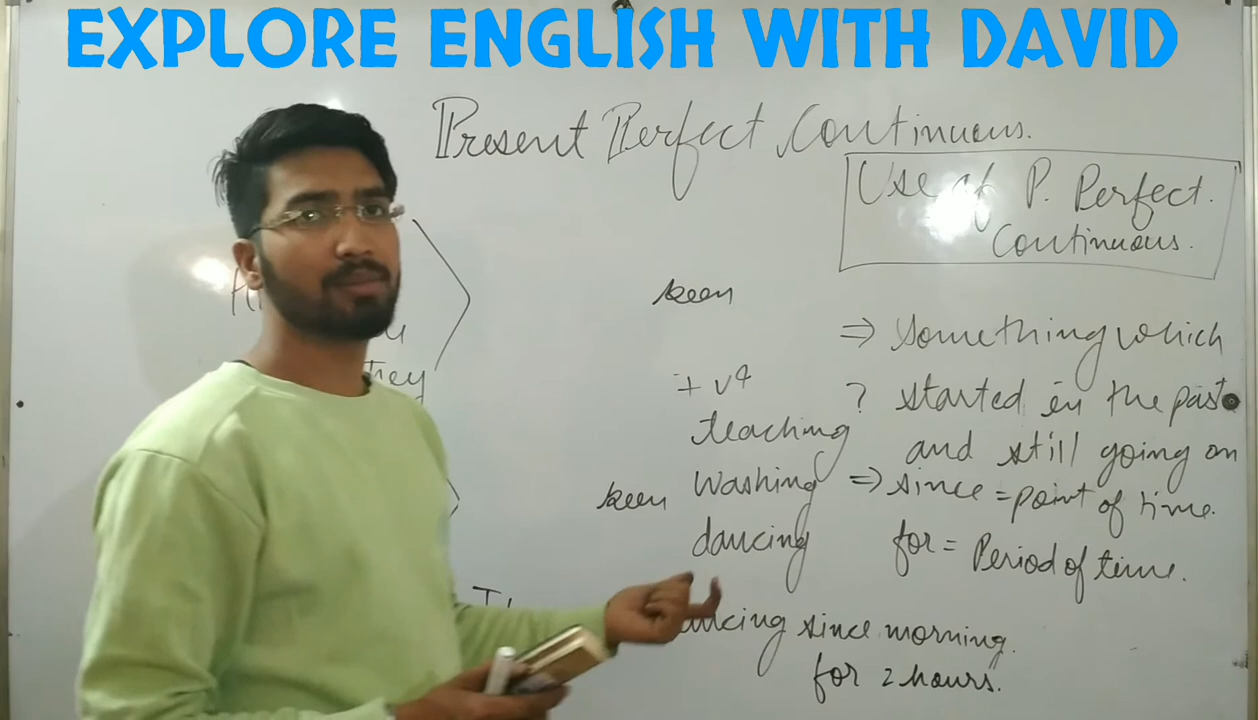 EXPLORE ENGLISH WITH DAVID
Present Perfect Continuous.
Use of P. Perfect.
Continuous.
been
⇒ something which
+ v4
? started in the past
teaching
and still going on
been washing
⇒ since = point of time.
dancing
for = Period of time.
since morning.
for 2 hours.